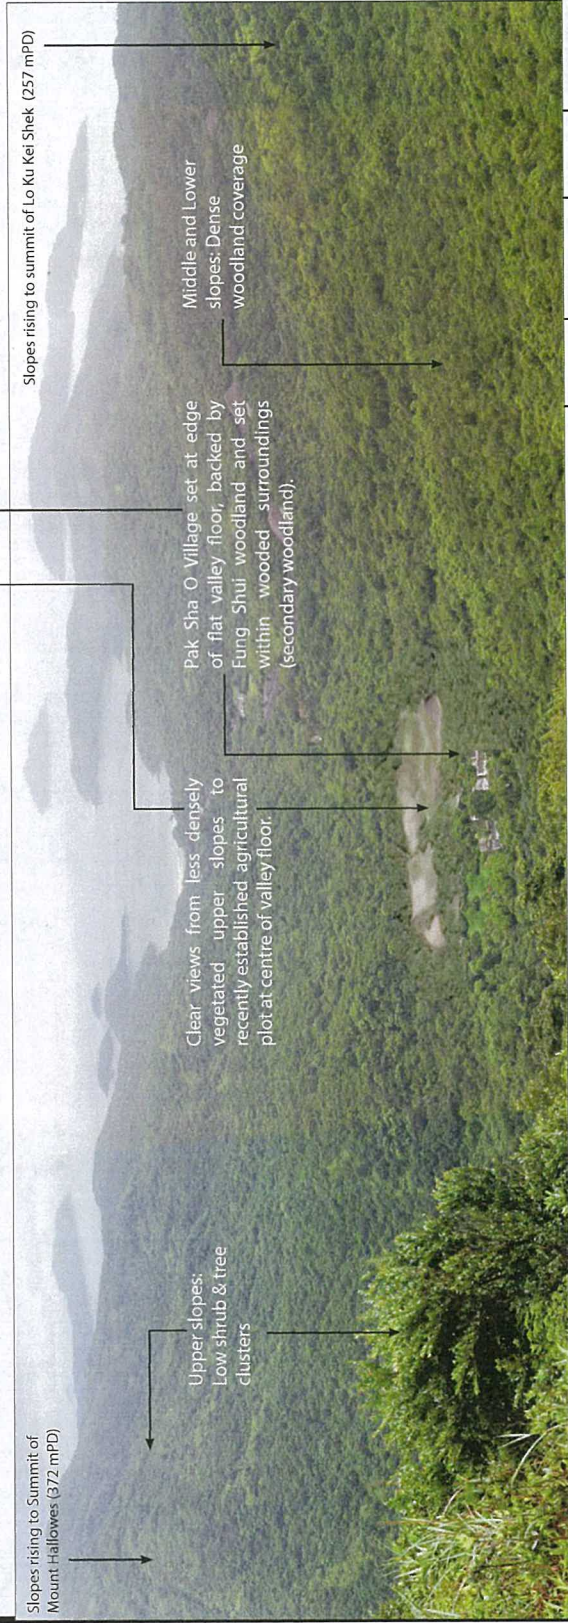 Slopes rising to Summit of
Mount Hallowes (372 mPD)
Upper slopes:
Low shrub & tree
clusters
Clear views from less densely
vegetated upper slopes to
recently established agricultural
plot at centre of valley floor.
Pak Sha O Village set at edge
of flat valley floor, backed by
Fung Shui woodland and set
within wooded surroundings
(secondary woodland).
Middle and Lower
slopes: Dense
woodland coverage
Slopes rising to summit of Lo Ku Kei Shek (257 mPD)